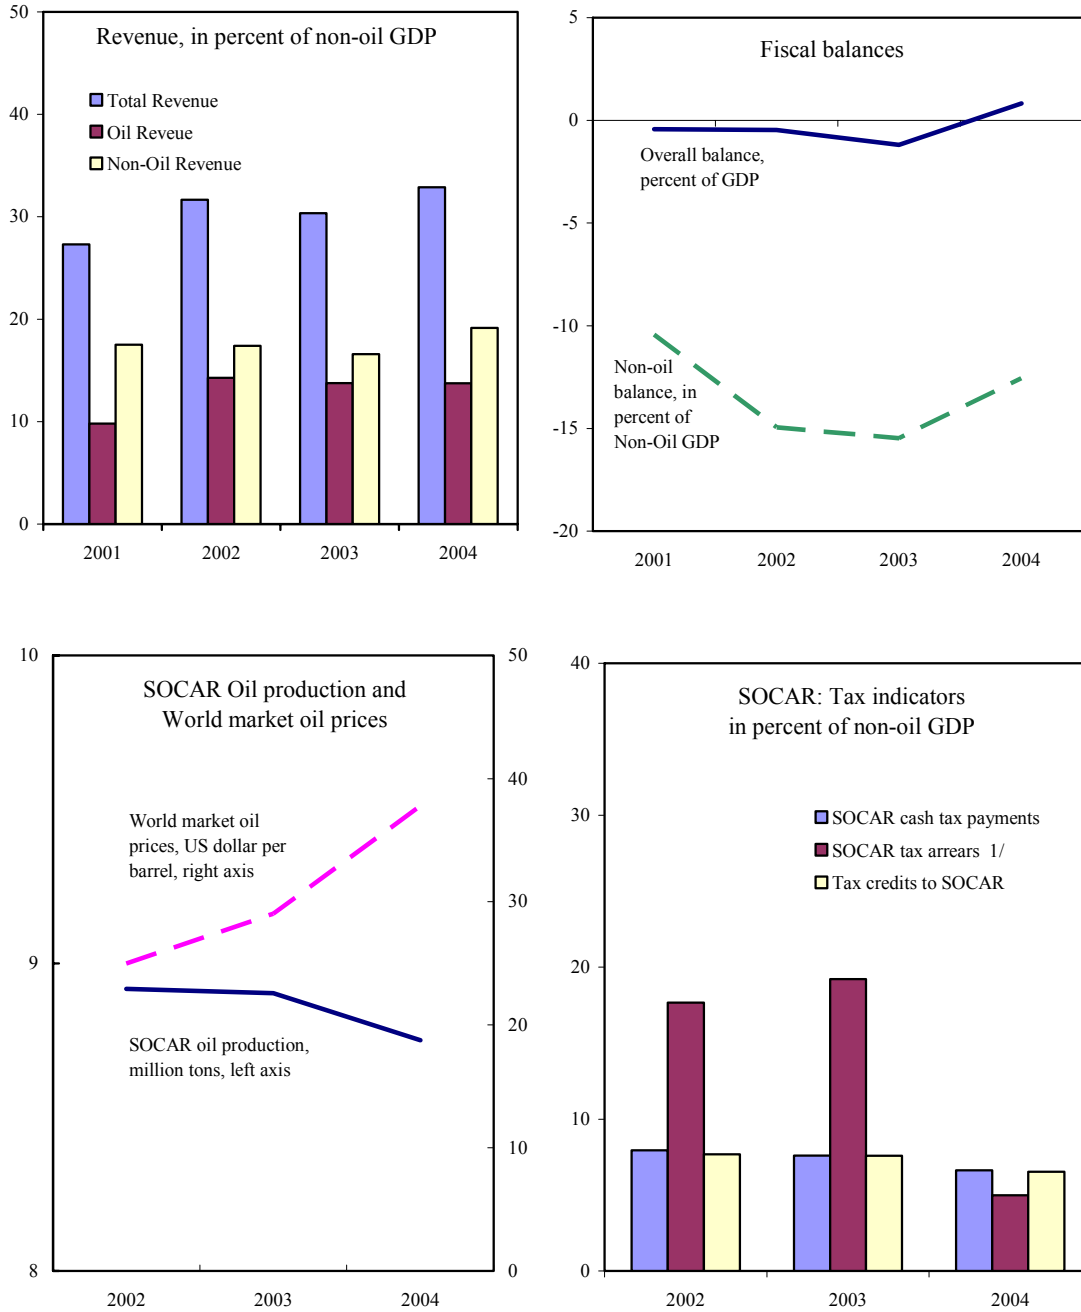 Revenue, in percent of non-oil GDP
50
40
30
20
10
0
Total Revenue
Oil Reveue
Non-Oil Revenue
2001 2002 2003 2004
Fiscal balances
5
0
-5
-10
-15
-20
Overall balance,
percent of GDP
Non-oil
balance, in
percent of
Non-Oil GDP
2001 2002 2003 2004
SOCAR Oil production and
World market oil prices
10
9
8
50
40
30
20
10
0
World market oil
prices, US dollar per
barrel, right axis
SOCAR oil production,
million tons, left axis
2002 2003 2004
SOCAR: Tax indicators
in percent of non-oil GDP
40
30
20
10
0
SOCAR cash tax payments
SOCAR tax arrears 1/
Tax credits to SOCAR
2002 2003 2004